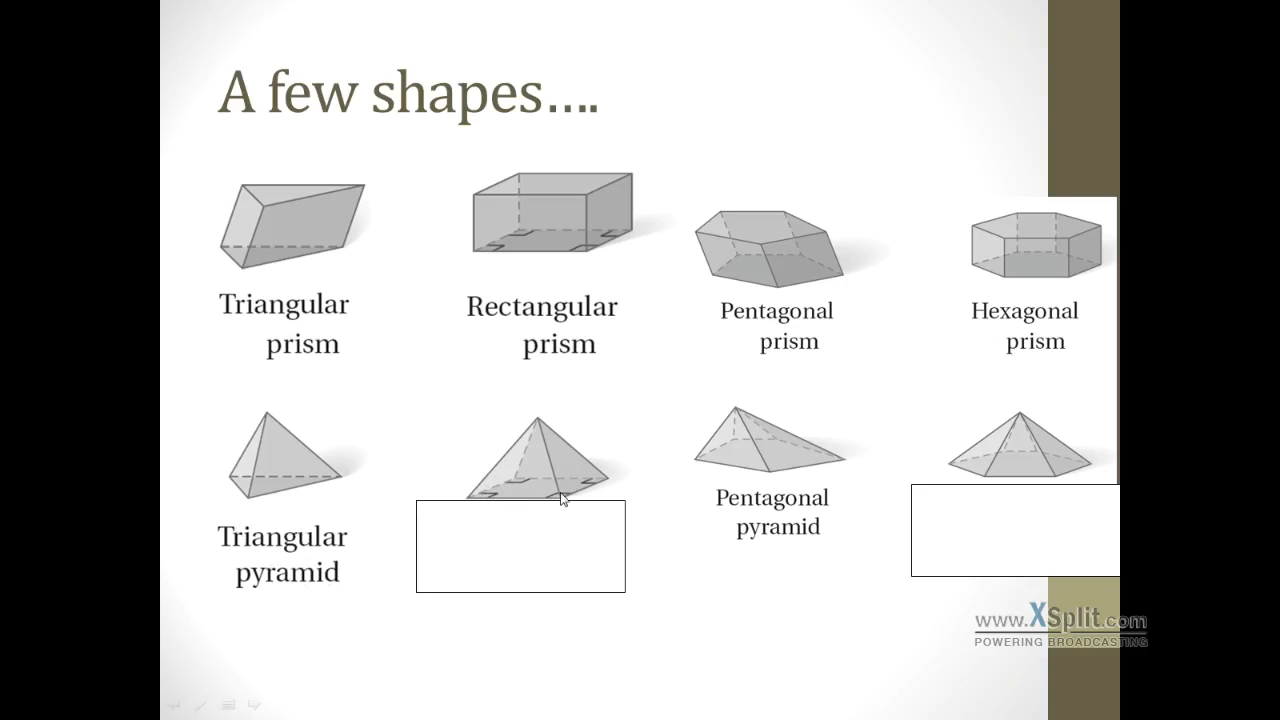 A few shapes....
Triangular
prism
Rectangular
prism
Pentagonal
prism
Hexagonal
prism
Triangular
pyramid
Pentagonal
pyramid
www.XSplit.com
POWERING BROADCASTING